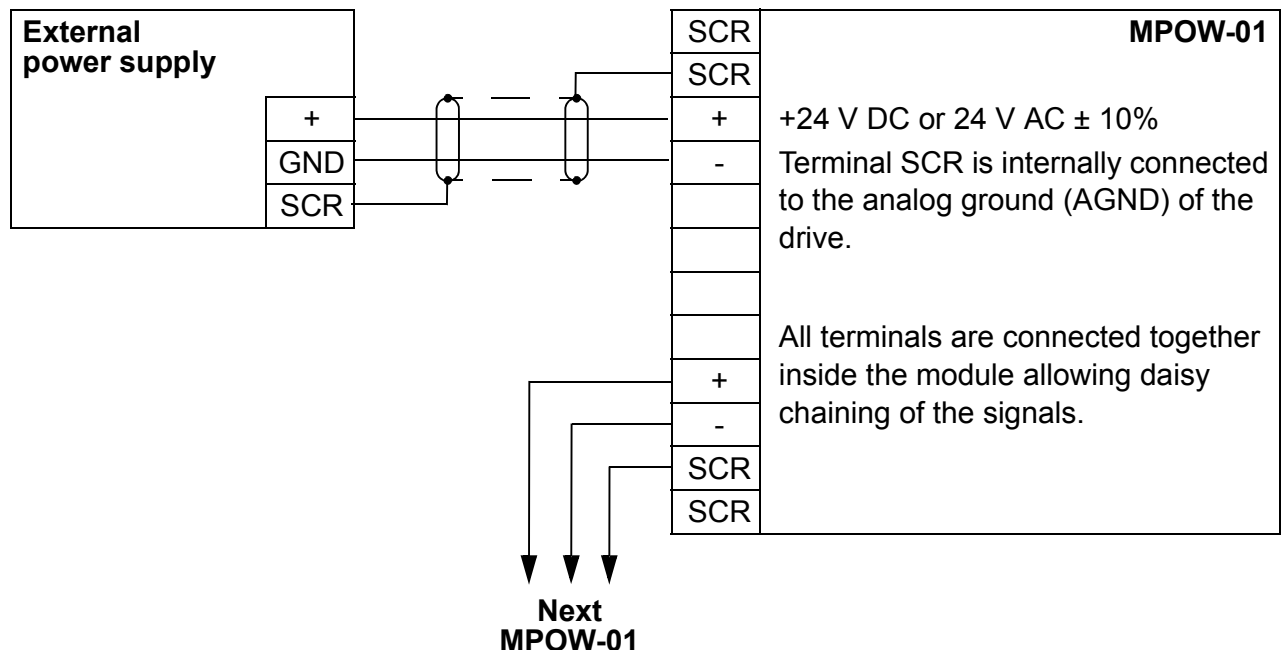 External
power supply
+
GND
SCR
SCR
SCR
+
-
+
-
SCR
SCR
MPOW-01
+24 V DC or 24 V AC ± 10%
Terminal SCR is internally connected
to the analog ground (AGND) of the
drive.
All terminals are connected together
inside the module allowing daisy
chaining of the signals.
Next
MPOW-01